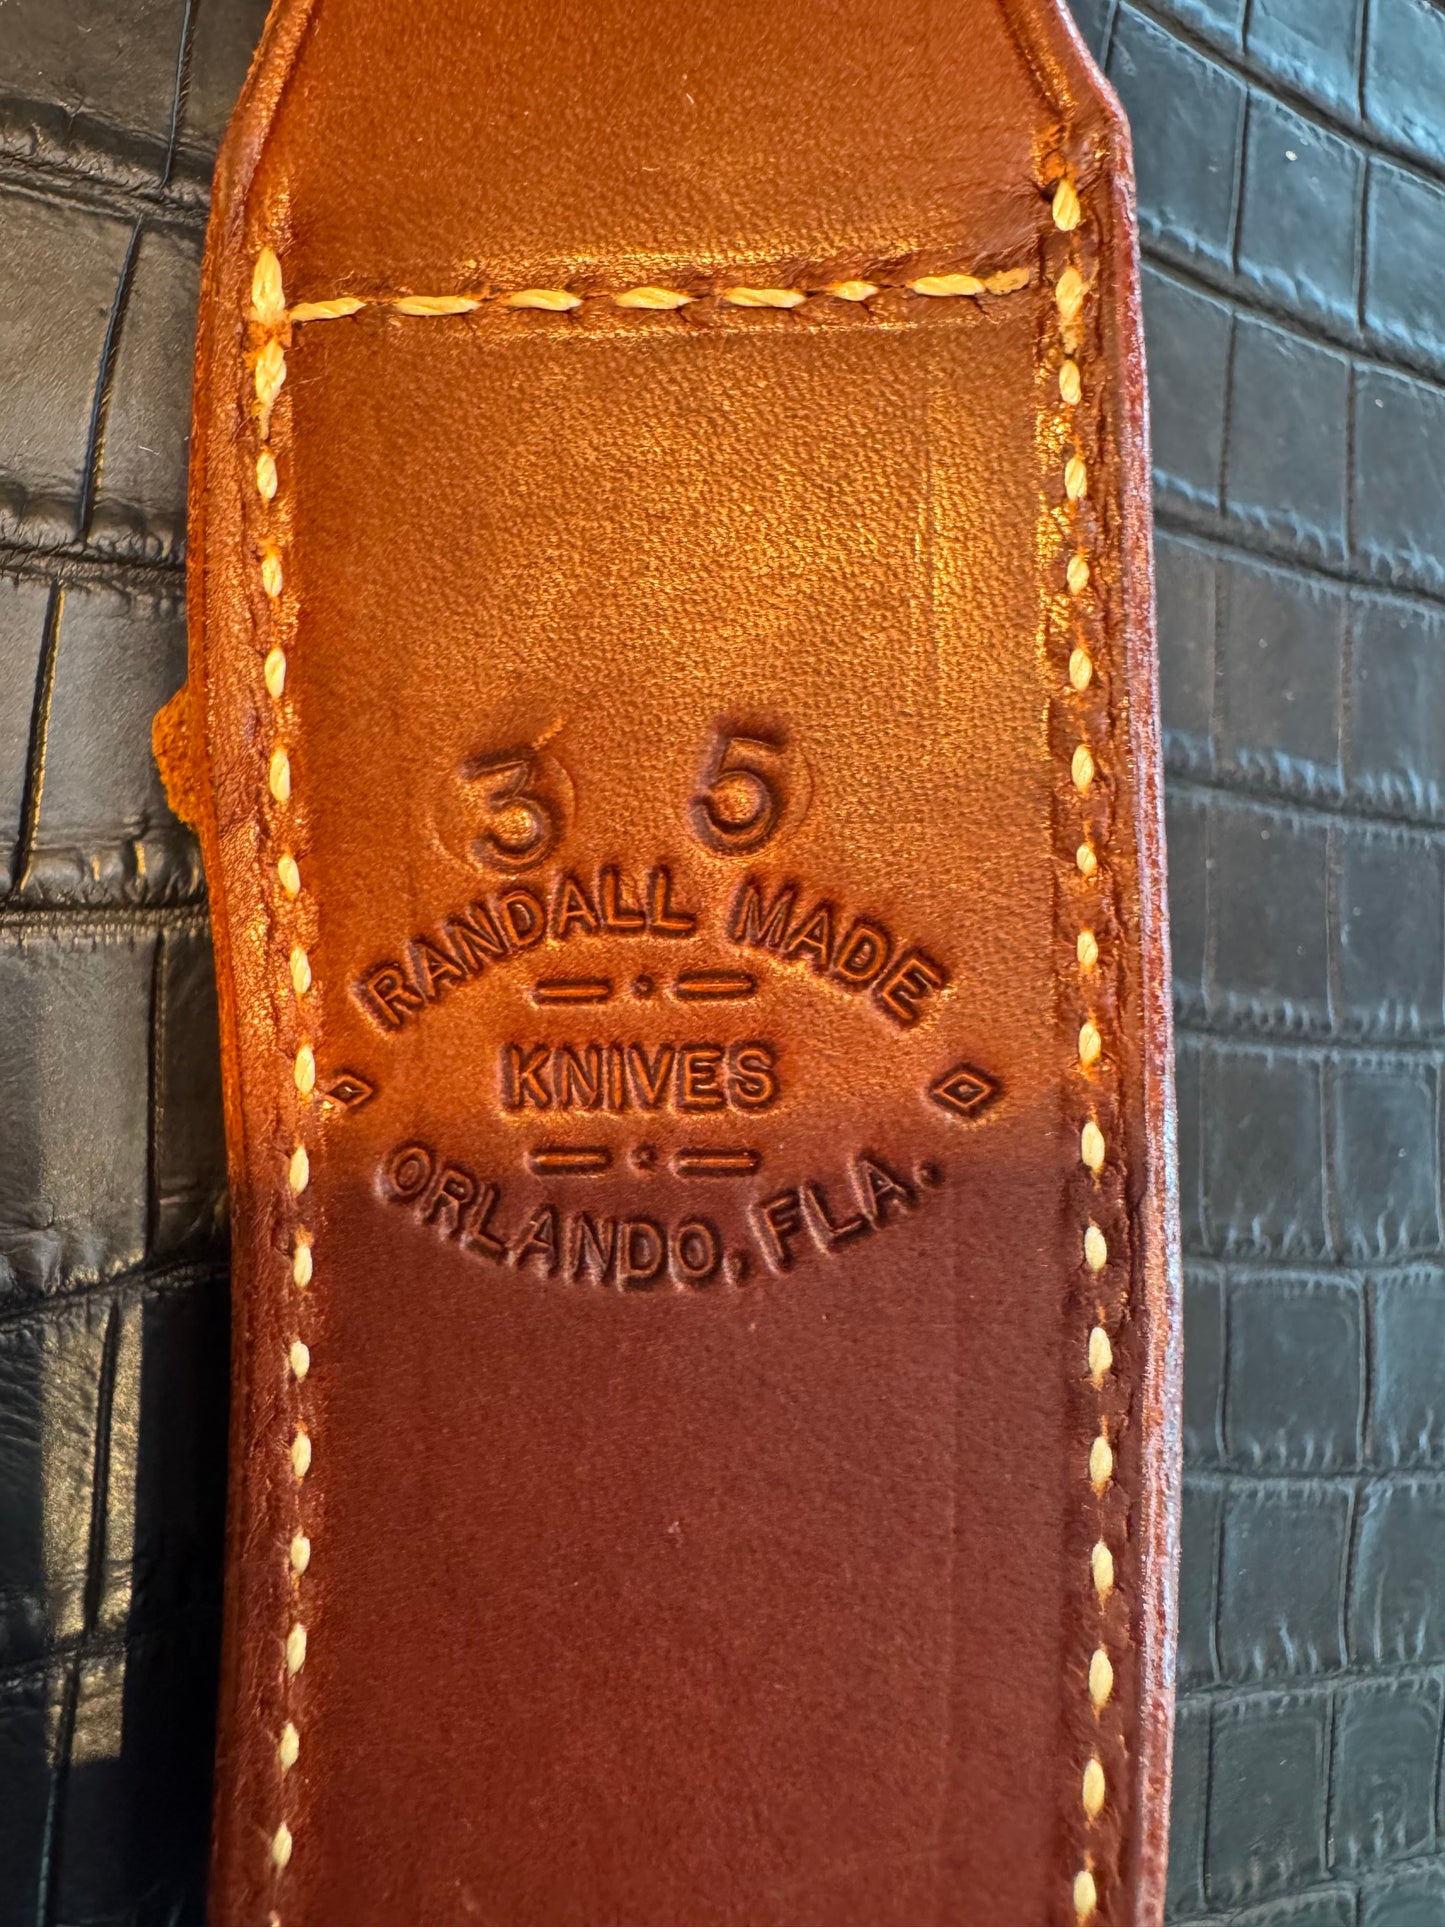 3 5
RANDALL MADE
KNIVES
ORLANDO, FLA.